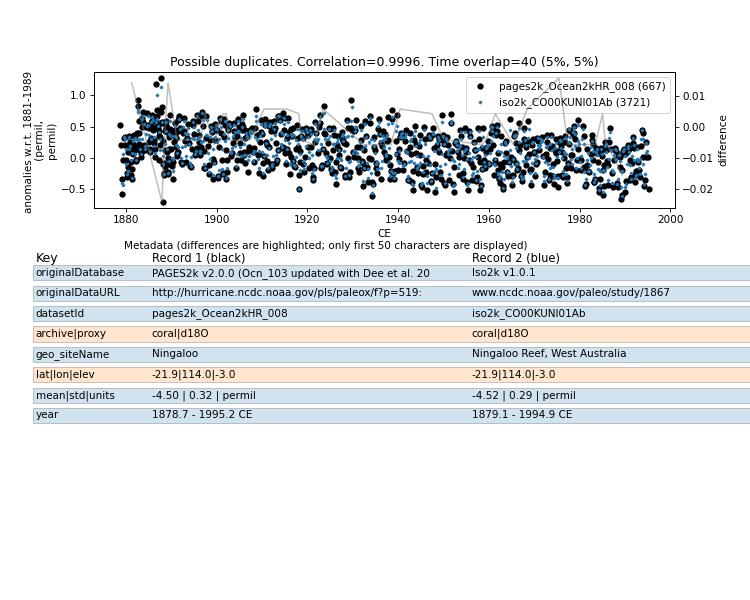 Possible duplicates. Correlation=0.9996. Time overlap=40 (5%, 5%)
anomalies w.r.t. 1881-1989
(permil,
permil)
1.0
0.5
0.0
−0.5
pages2k_Ocean2kHR_008 (667)
iso2k_CO00KUNI01Ab (3721)
0.01
0.00
−0.01
−0.02
difference
1880 1900 1920 1940 1960 1980 2000
CE
Metadata (differences are highlighted; only first 50 characters are displayed)
Key Record 1 (black) Record 2 (blue)
originalDatabase PAGES2k v2.0.0 (Ocn_103 updated with Dee et al. 20 Iso2k v1.0.1
originalDataURL http://hurricane.ncdc.noaa.gov/pls/paleox/f?p=519: www.ncdc.noaa.gov/paleo/study/1867
datasetId pages2k_Ocean2kHR_008 iso2k_CO00KUNI01Ab
archive|proxy coral|d18O coral|d18O
geo_siteName Ningaloo Ningaloo Reef, West Australia
lat|lon|elev -21.9|114.0|-3.0 -21.9|114.0|-3.0
mean|std|units -4.50 | 0.32 | permil -4.52 | 0.29 | permil
year 1878.7 - 1995.2 CE 1879.1 - 1994.9 CE